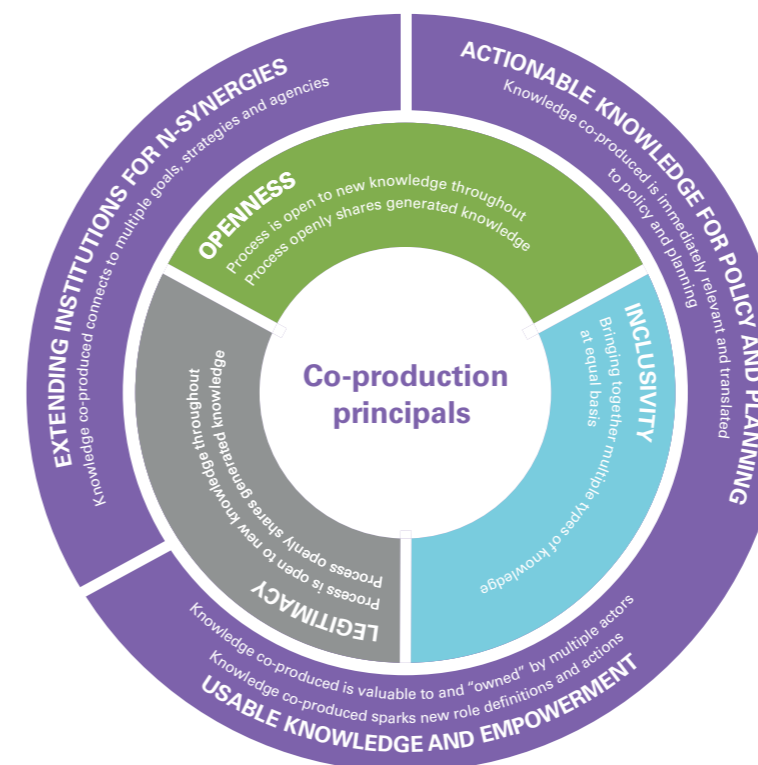 Co-production
principals
OPENNESS
Process is open to new knowledge throughout
Process openly shares generated knowledge
INCLUSIVITY
Bringing together multiple types of knowledge
at equal basis
LEGITIMACY
Process is open to new knowledge throughout
Process openly shares generated knowledge
EXTENDING INSTITUTIONS FOR N-SYNERGIES
Knowledge co-produced connects to multiple goals, strategies and agencies
ACTIONABLE KNOWLEDGE FOR POLICY AND PLANNING
Knowledge co-produced is immediately relevant and translated
to policy and planning
Knowledge co-produced is valuable to and “owned” by multiple actors
Knowledge co-produced sparks new role definitions and actions
USABLE KNOWLEDGE AND EMPOWERMENT